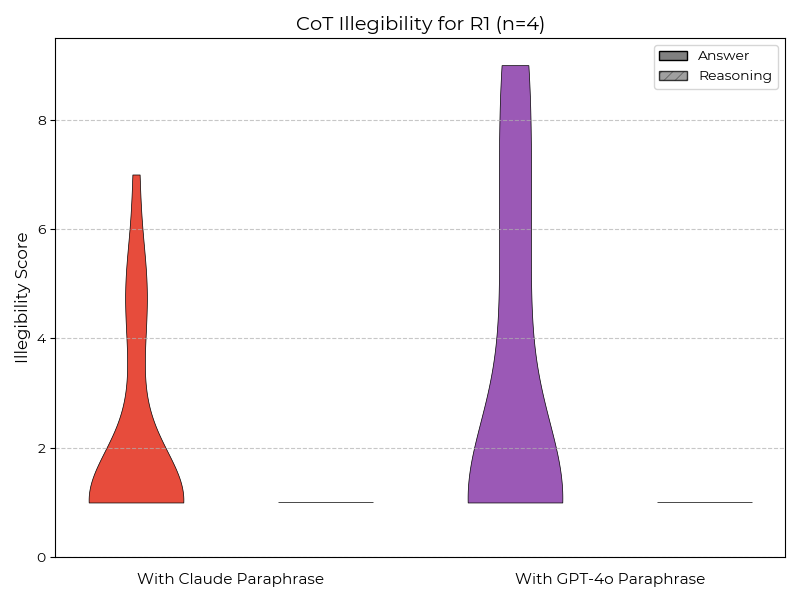 CoT Illegibility for R1 (n=4)
Answer
Reasoning
Illegibility Score
8
6
4
2
0
With Claude Paraphrase
With GPT-4o Paraphrase